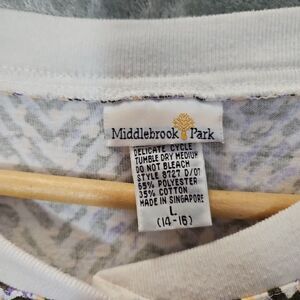 Middlebrook Park
DELICATE CYCLE
TUMBLE DRY MEDIUM
DO NOT BLEACH
STYLE 8727 D/07
65% POLYESTER
35% COTTON
MADE IN SINGAPORE
L
(14-16)